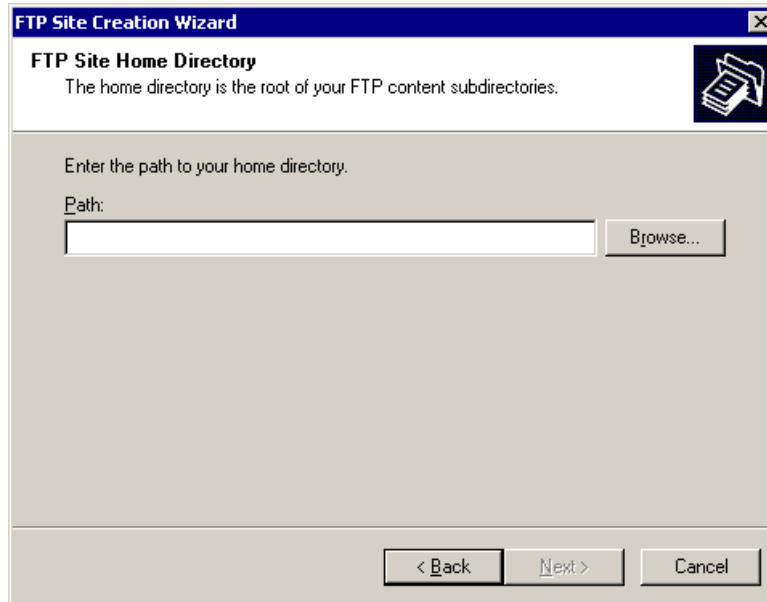 FTP Site Creation Wizard
FTP Site Home Directory
The home directory is the root of your FTP content subdirectories.
Enter the path to your home directory.
Path:
Browse...
< Back
Next >
Cancel